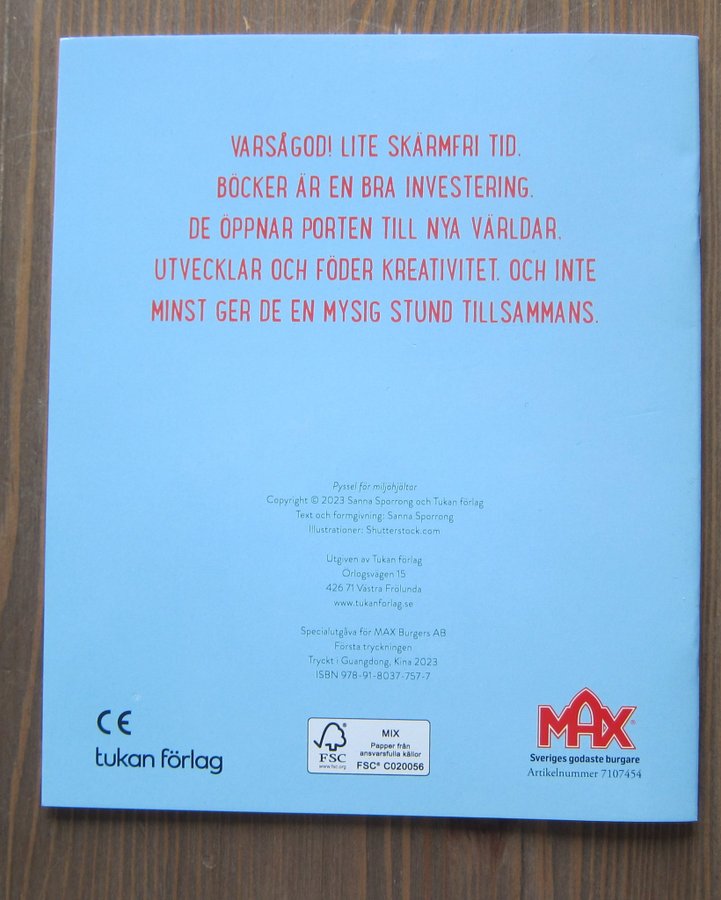 VARSÅGOD! LITE SKÄRMFRI TID.
BÖCKER ÄR EN BRA INVESTERING.
DE ÖPPNAR PORTEN TILL NYA VÄRLDAR.
UTVECKLAR OCH FÖDER KREATIVITET. OCH INTE
MINST GER DE EN MYSIG STUND TILLSAMMANS.
Pyssel för miljöhjältar
Copyright © 2023 Sanna Sporrong och Tukan förlag
Text och formgivning: Sanna Sporrong
Illustrationer: Shutterstock.com
Utgiven av Tukan förlag
Orlogsvägen 15
426 71 Västra Frölunda
www.tukanforlag.se
Specialutgåva för MAX Burgers AB
Första tryckningen
Tryckt i Guangdong, Kina 2023
ISBN 978-91-8037-757-7
CE
tukan förlag
FSC
www.fsc.org
MIX
Papper från
ansvarsfulla källor
FSC® C020056
MAX®
Sveriges godaste burgare
Artikelnummer 7107454